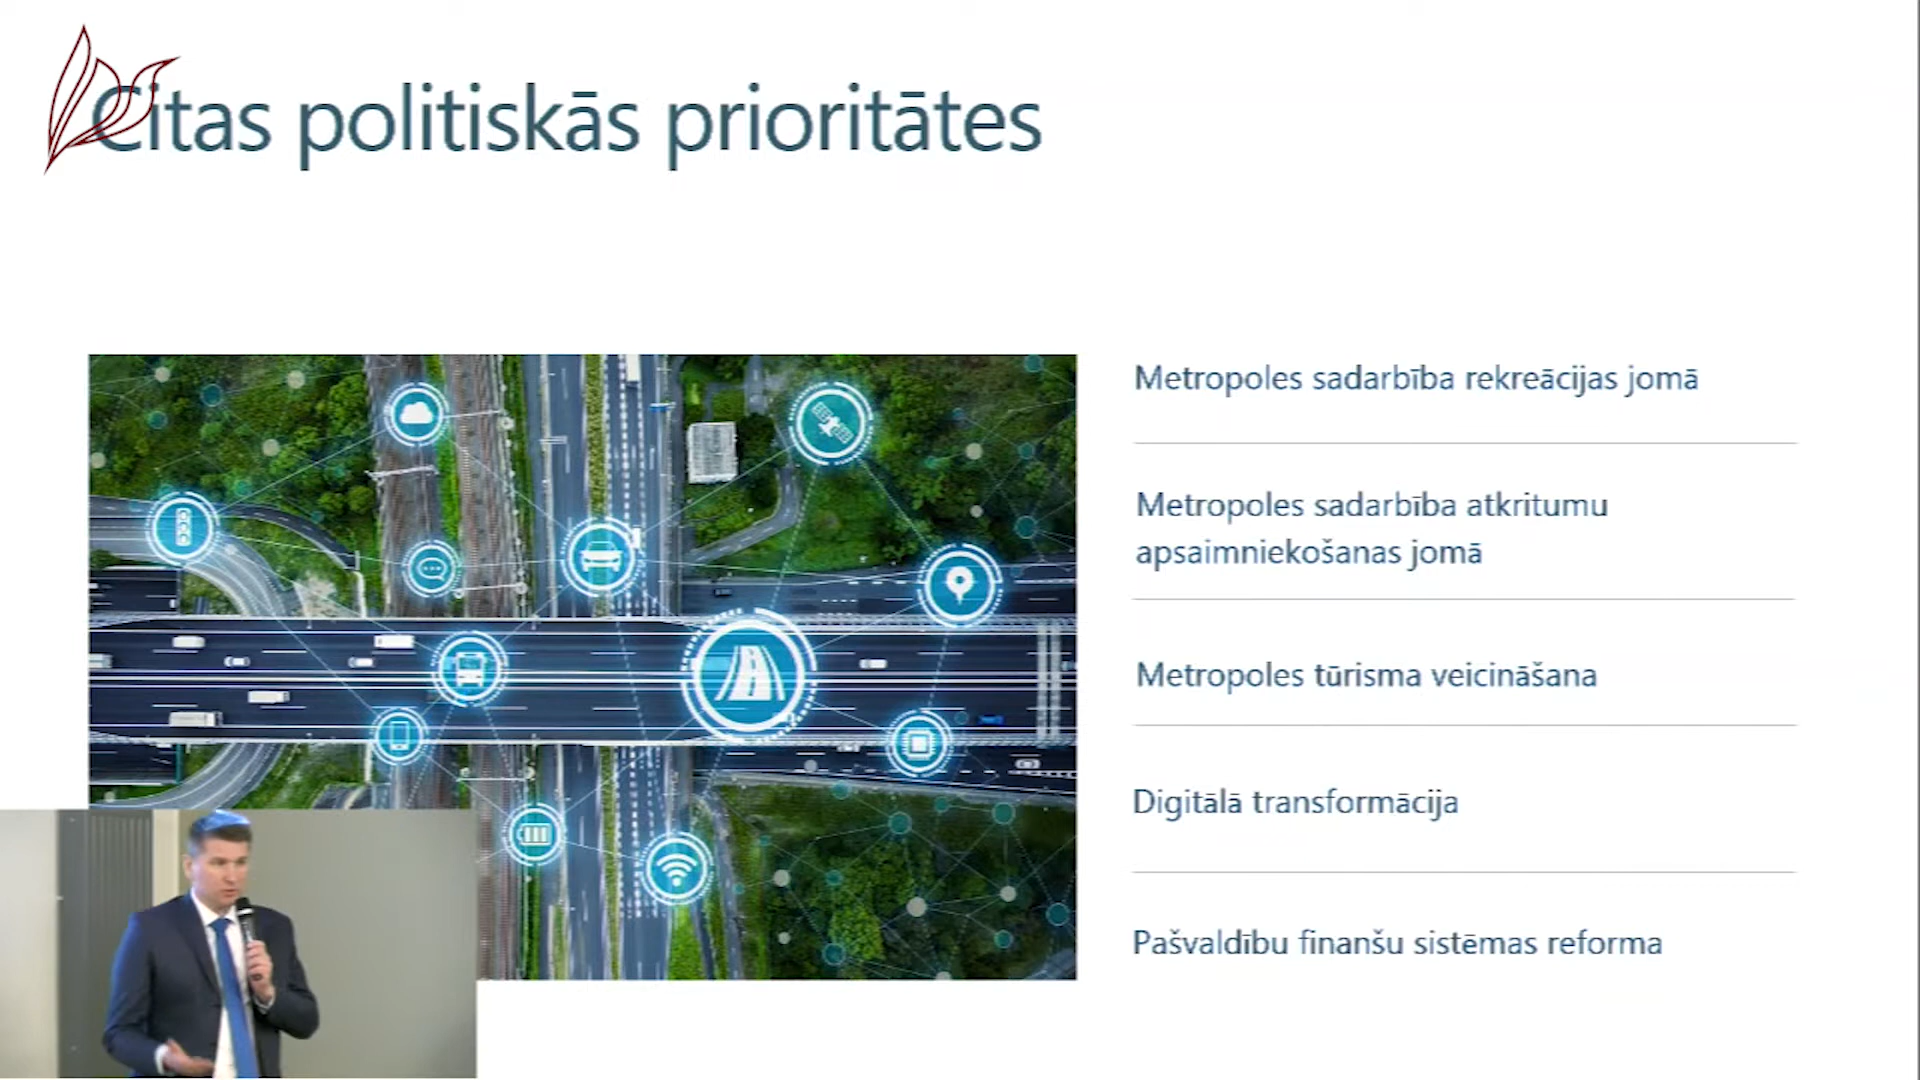 Citas politiskās prioritātes
Metropoles sadarbība rekreācijas jomā
Metropoles sadarbība atkritumu
apsaimniekošanas jomā
Metropoles tūrisma veicināšana
Digitālā transformācija
Pašvaldību finanšu sistēmas reforma